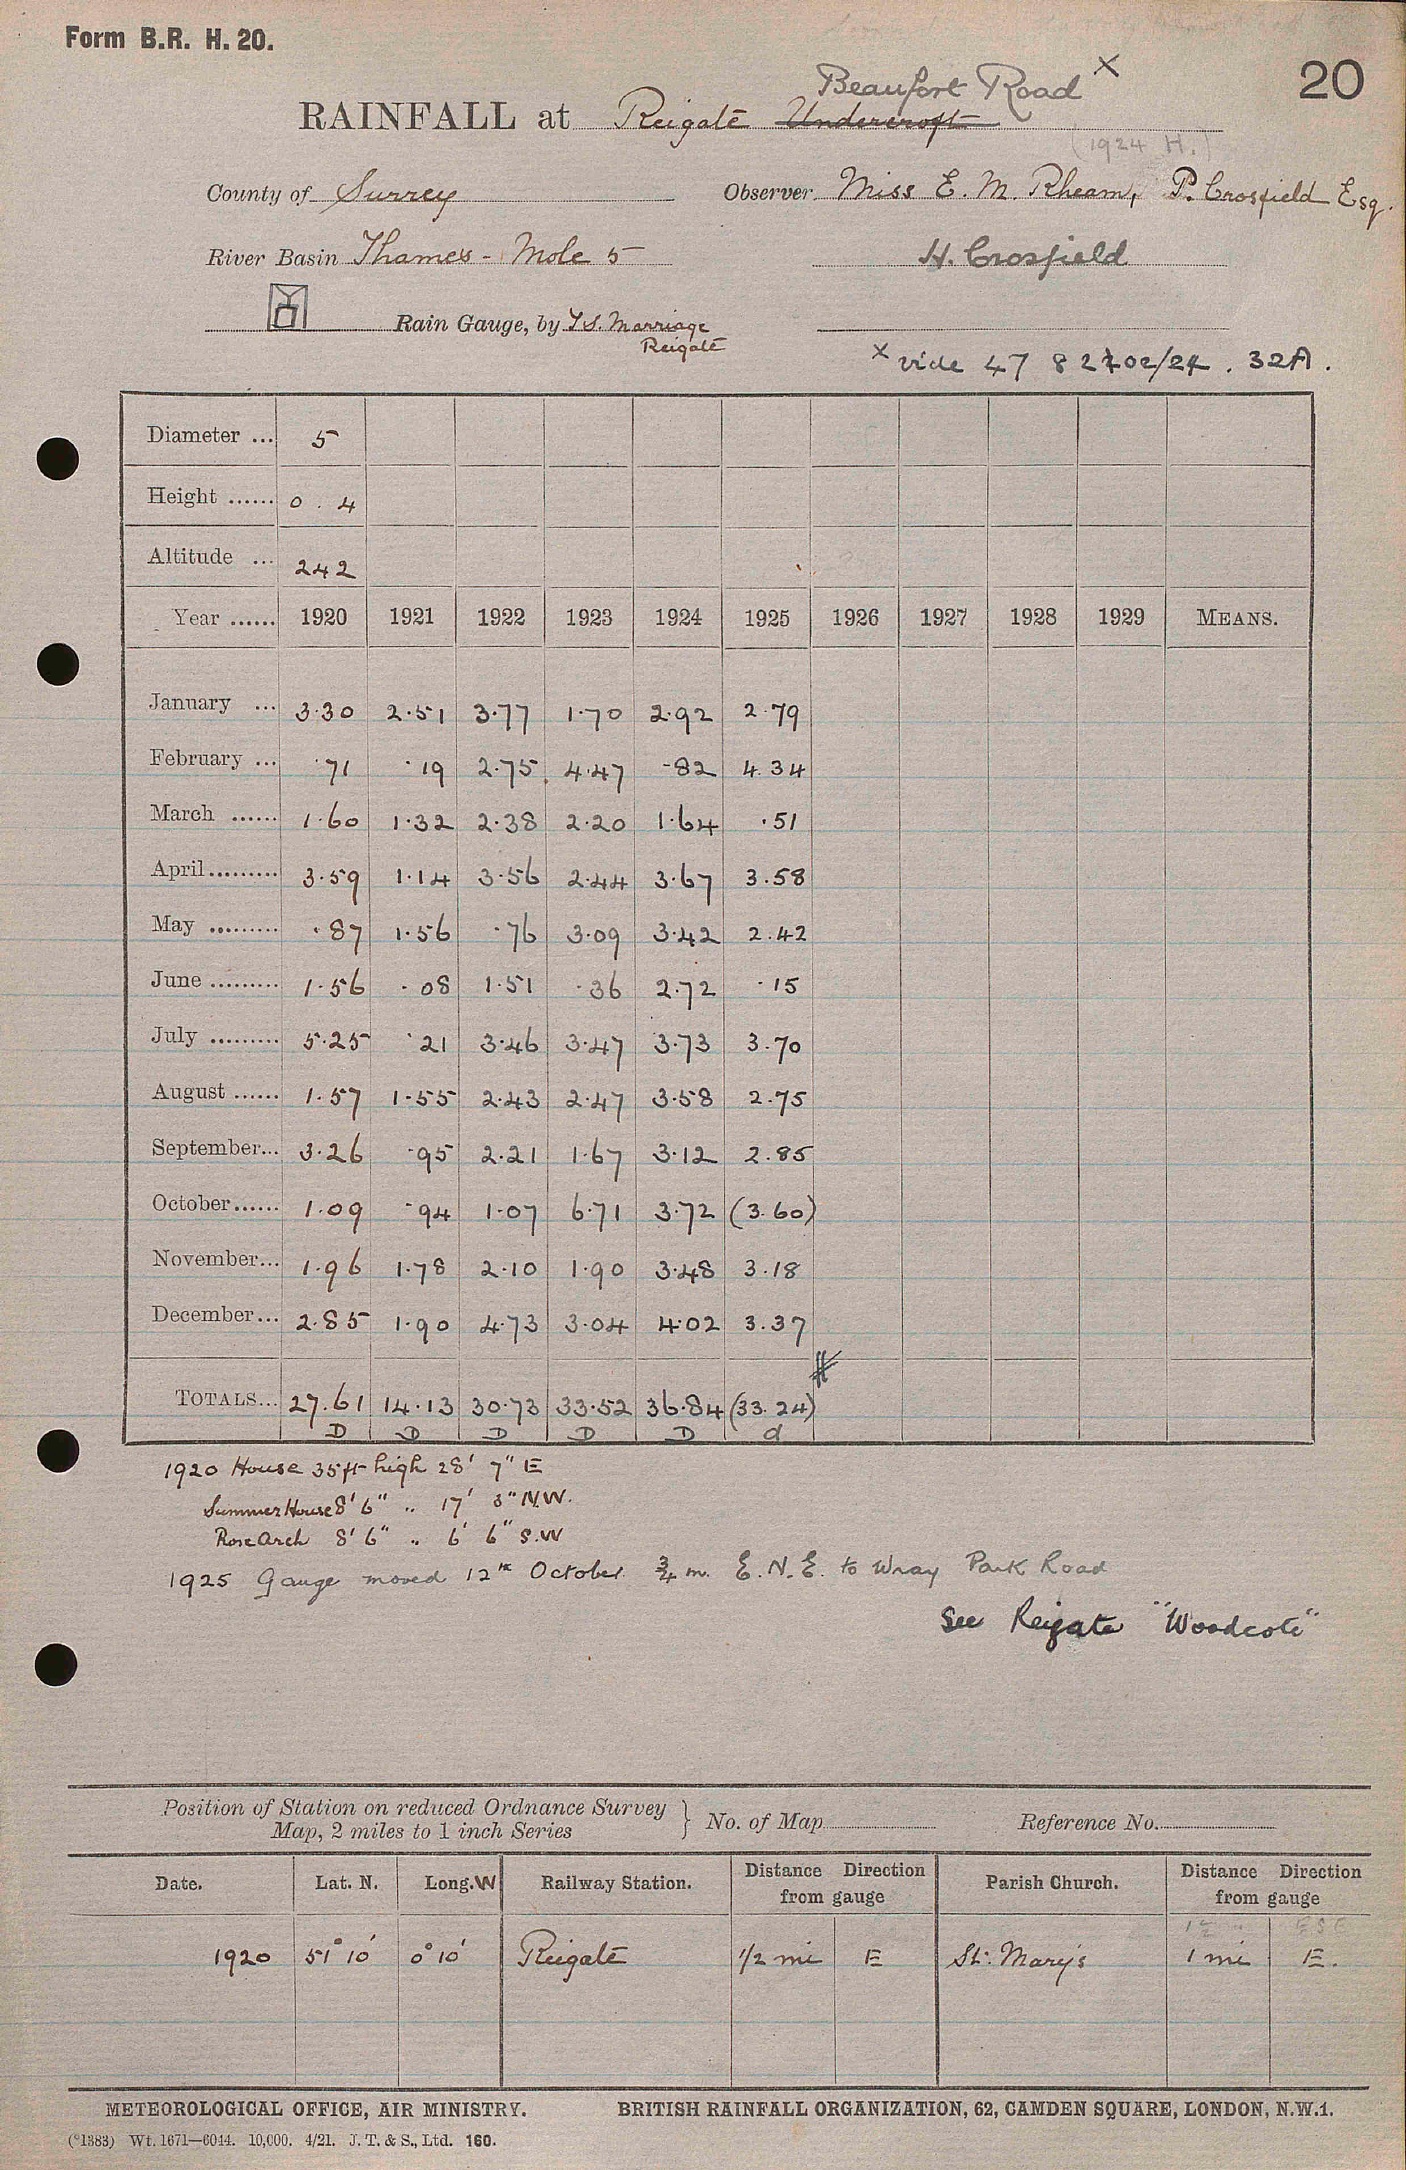 Form B.R. H. 20.
20
Beaufort Road ×
RAINFALL at Reigate Undercroft
(1924 H.)
County of Surrey Observer Miss E. M. Rheam, P. Crosfield Esq.
River Basin Thames - Mole 5 H. Crosfield
Rain Gauge, by T S. Marriage
Reigate
× vide 47 8 202/24 . 32A.
Diameter ... 5
Height ...... 0 . 4
Altitude ... 242
Year ...... 1920 1921 1922 1923 1924 1925 1926 1927 1928 1929 MEANS.
January ... 3.30 2.51 3.77 1.70 2.92 2.79
February ... .71 .19 2.75 4.47 .82 4.34
March ...... 1.60 1.32 2.38 2.20 1.64 .51
April......... 3.59 1.14 3.56 2.44 3.67 3.58
May ......... .87 1.56 .76 3.09 3.42 2.42
June ......... 1.56 .08 1.51 .36 2.72 .15
July ......... 5.25 .21 3.46 3.47 3.73 3.70
August ...... 1.57 1.55 2.43 2.47 3.58 2.75
September... 3.26 .95 2.21 1.67 3.12 2.85
October...... 1.09 .94 1.07 6.71 3.72 (3.60)
November... 1.96 1.78 2.10 1.90 3.48 3.18
December... 2.85 1.90 4.73 3.04 4.02 3.37
TOTALS... 27.61 14.13 30.73 33.52 36.84 (33.24)
D D D D D d
1920 House 35ft high 28' 7" E
Summer House 8' 6" " 17' 3" N.W.
Rose Arch 8' 6" " 6' 6" S.W
1925 Gauge moved 12th October 3/4 m. E.N.E. to Wray Park Road
See Reigate "Woodcote"
Position of Station on reduced Ordnance Survey
Map, 2 miles to 1 inch Series } No. of Map Reference No.
Date. Lat. N. Long. W Railway Station. Distance Direction from gauge Parish Church. Distance Direction from gauge
ESE
1920 51° 10' 0° 10' Reigate 1/2 mi E St. Mary's 1 mi E.
METEOROLOGICAL OFFICE, AIR MINISTRY. BRITISH RAINFALL ORGANIZATION, 62, CAMDEN SQUARE, LONDON, N.W.1.
(*1383) Wt. 1671—6044. 10,000. 4/21. J. T. & S., Ltd. 160.